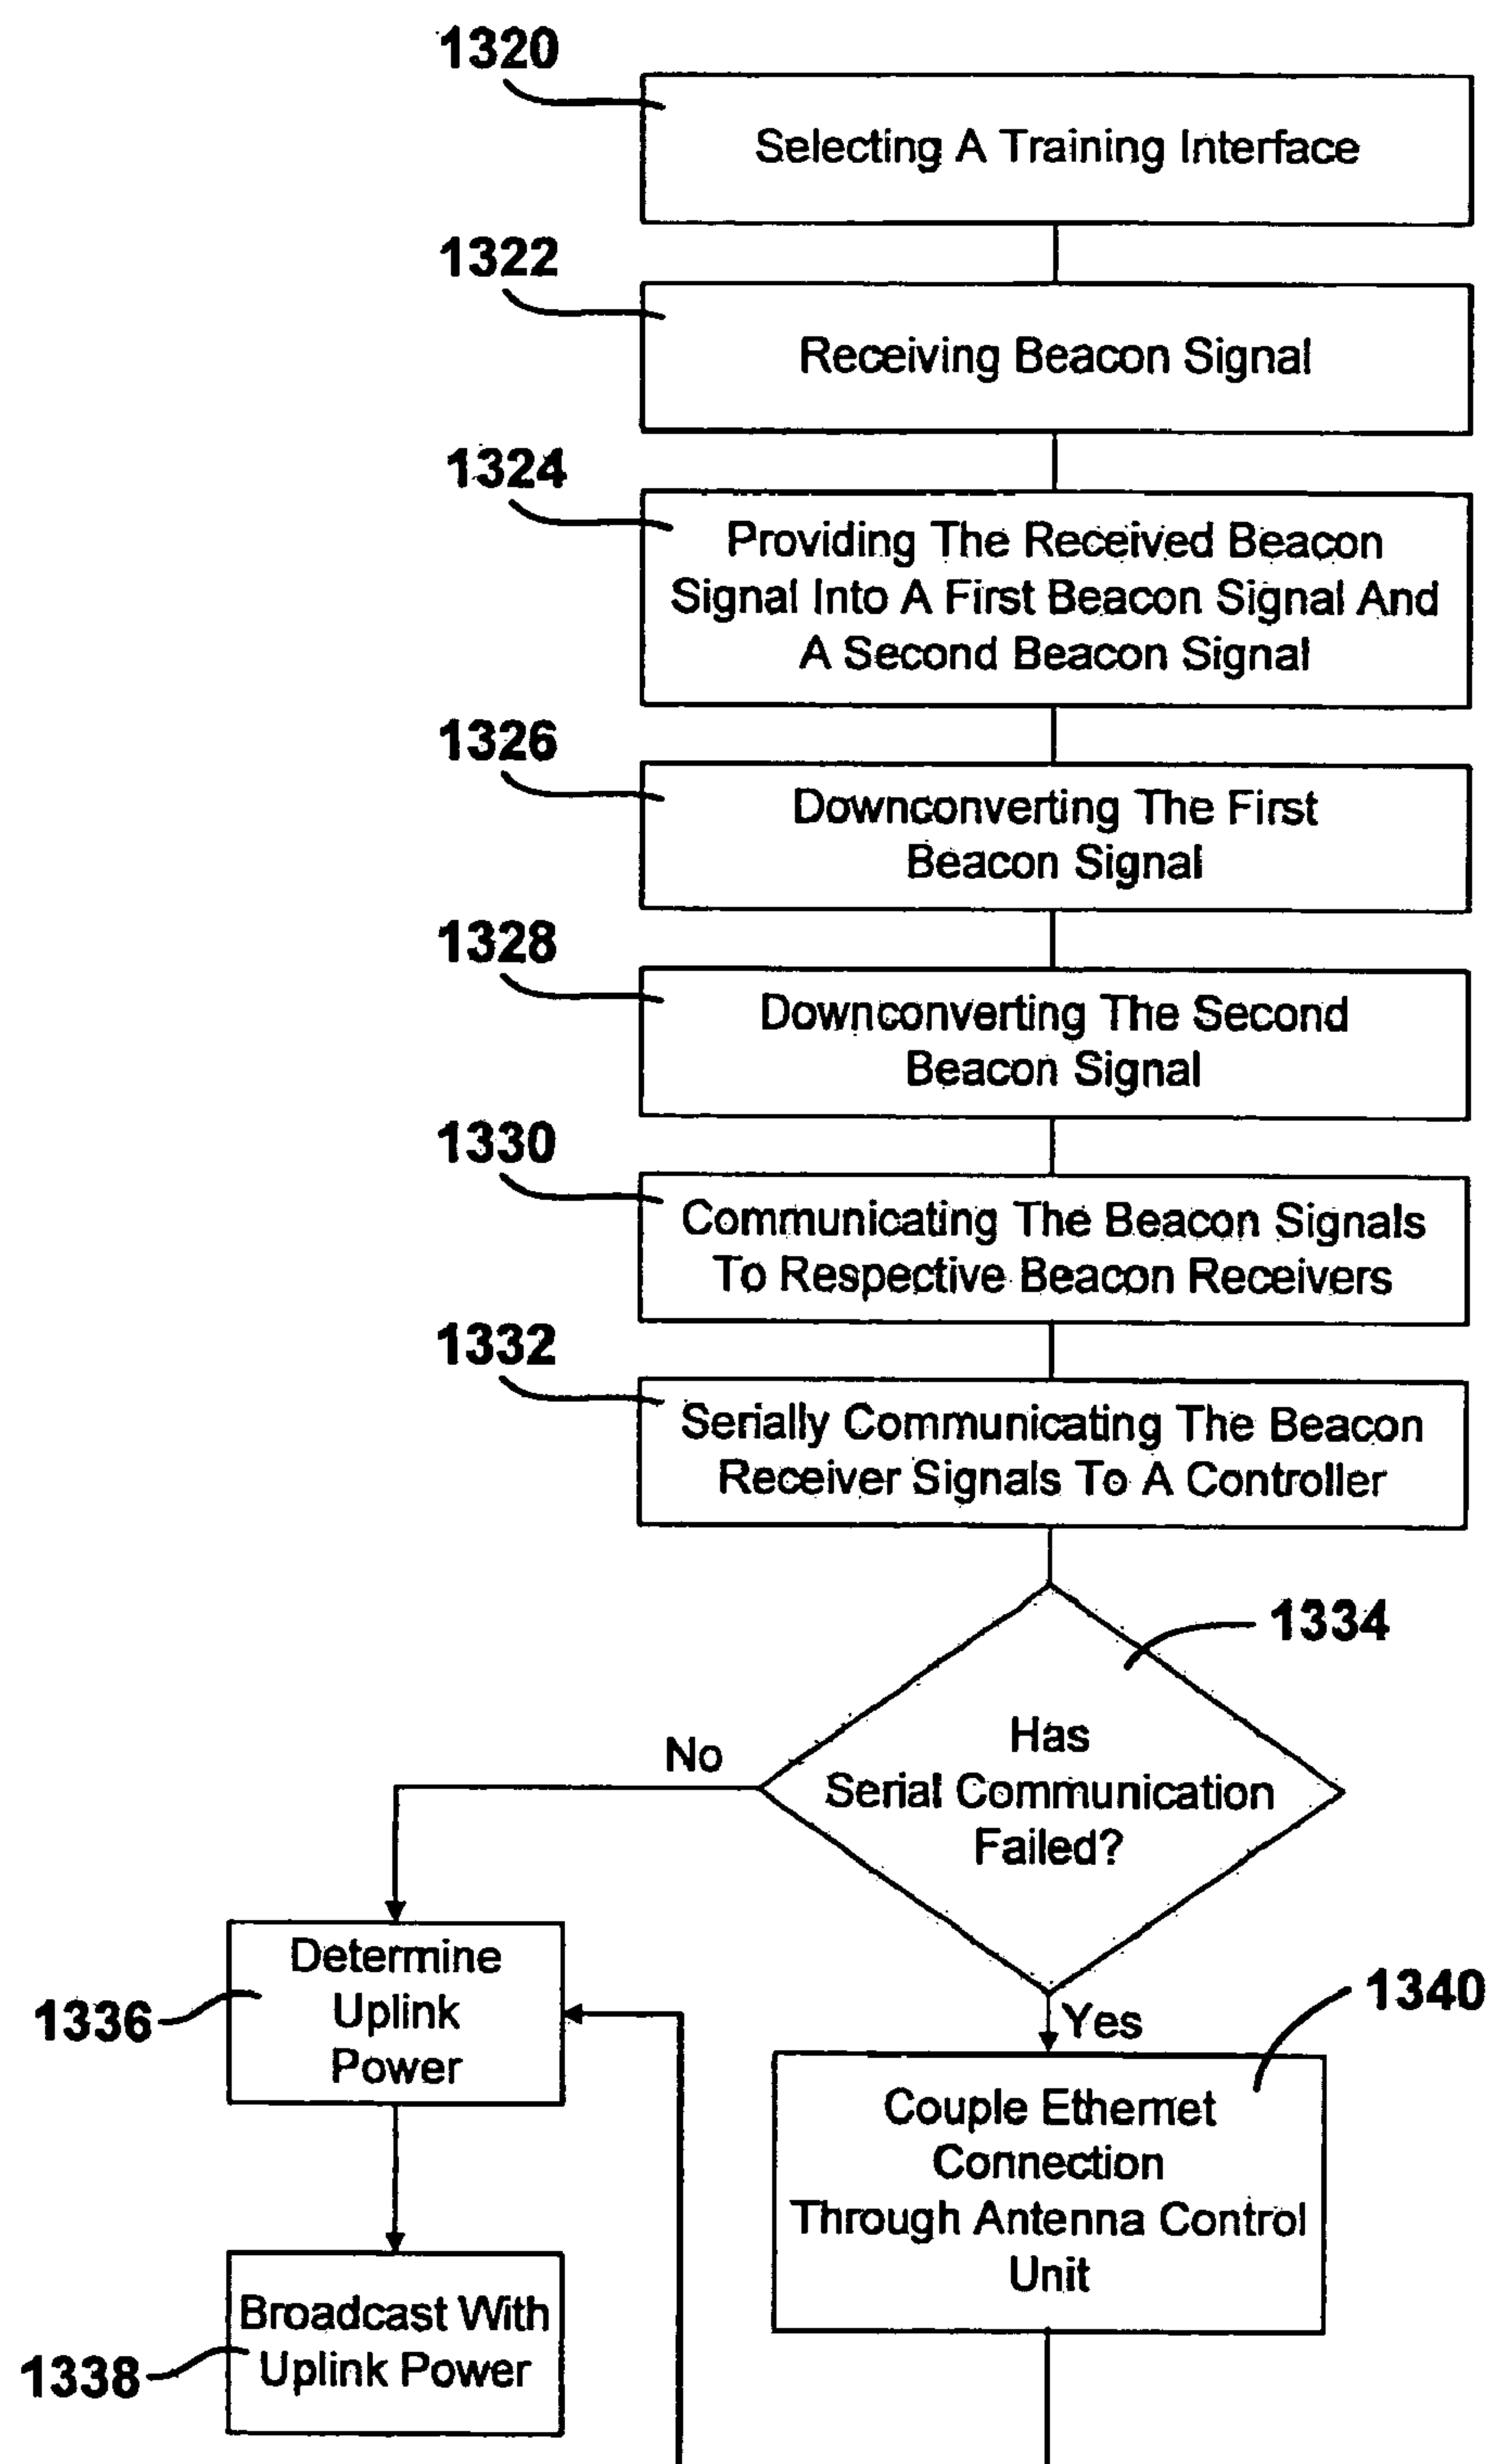 1320
Selecting A Training Interface
1322
Receiving Beacon Signal
1324
Providing The Received Beacon
Signal Into A First Beacon Signal And
A Second Beacon Signal
1326
Downconverting The First
Beacon Signal
1328
Downconverting The Second
Beacon Signal
1330
Communicating The Beacon Signals
To Respective Beacon Receivers
1332
Serially Communicating The Beacon
Receiver Signals To A Controller
1334
Has
Serial Communication
Failed?
No
Yes
1336
Determine
Uplink
Power
1340
Couple Ethernet
Connection
Through Antenna Control
Unit
1338
Broadcast With
Uplink Power